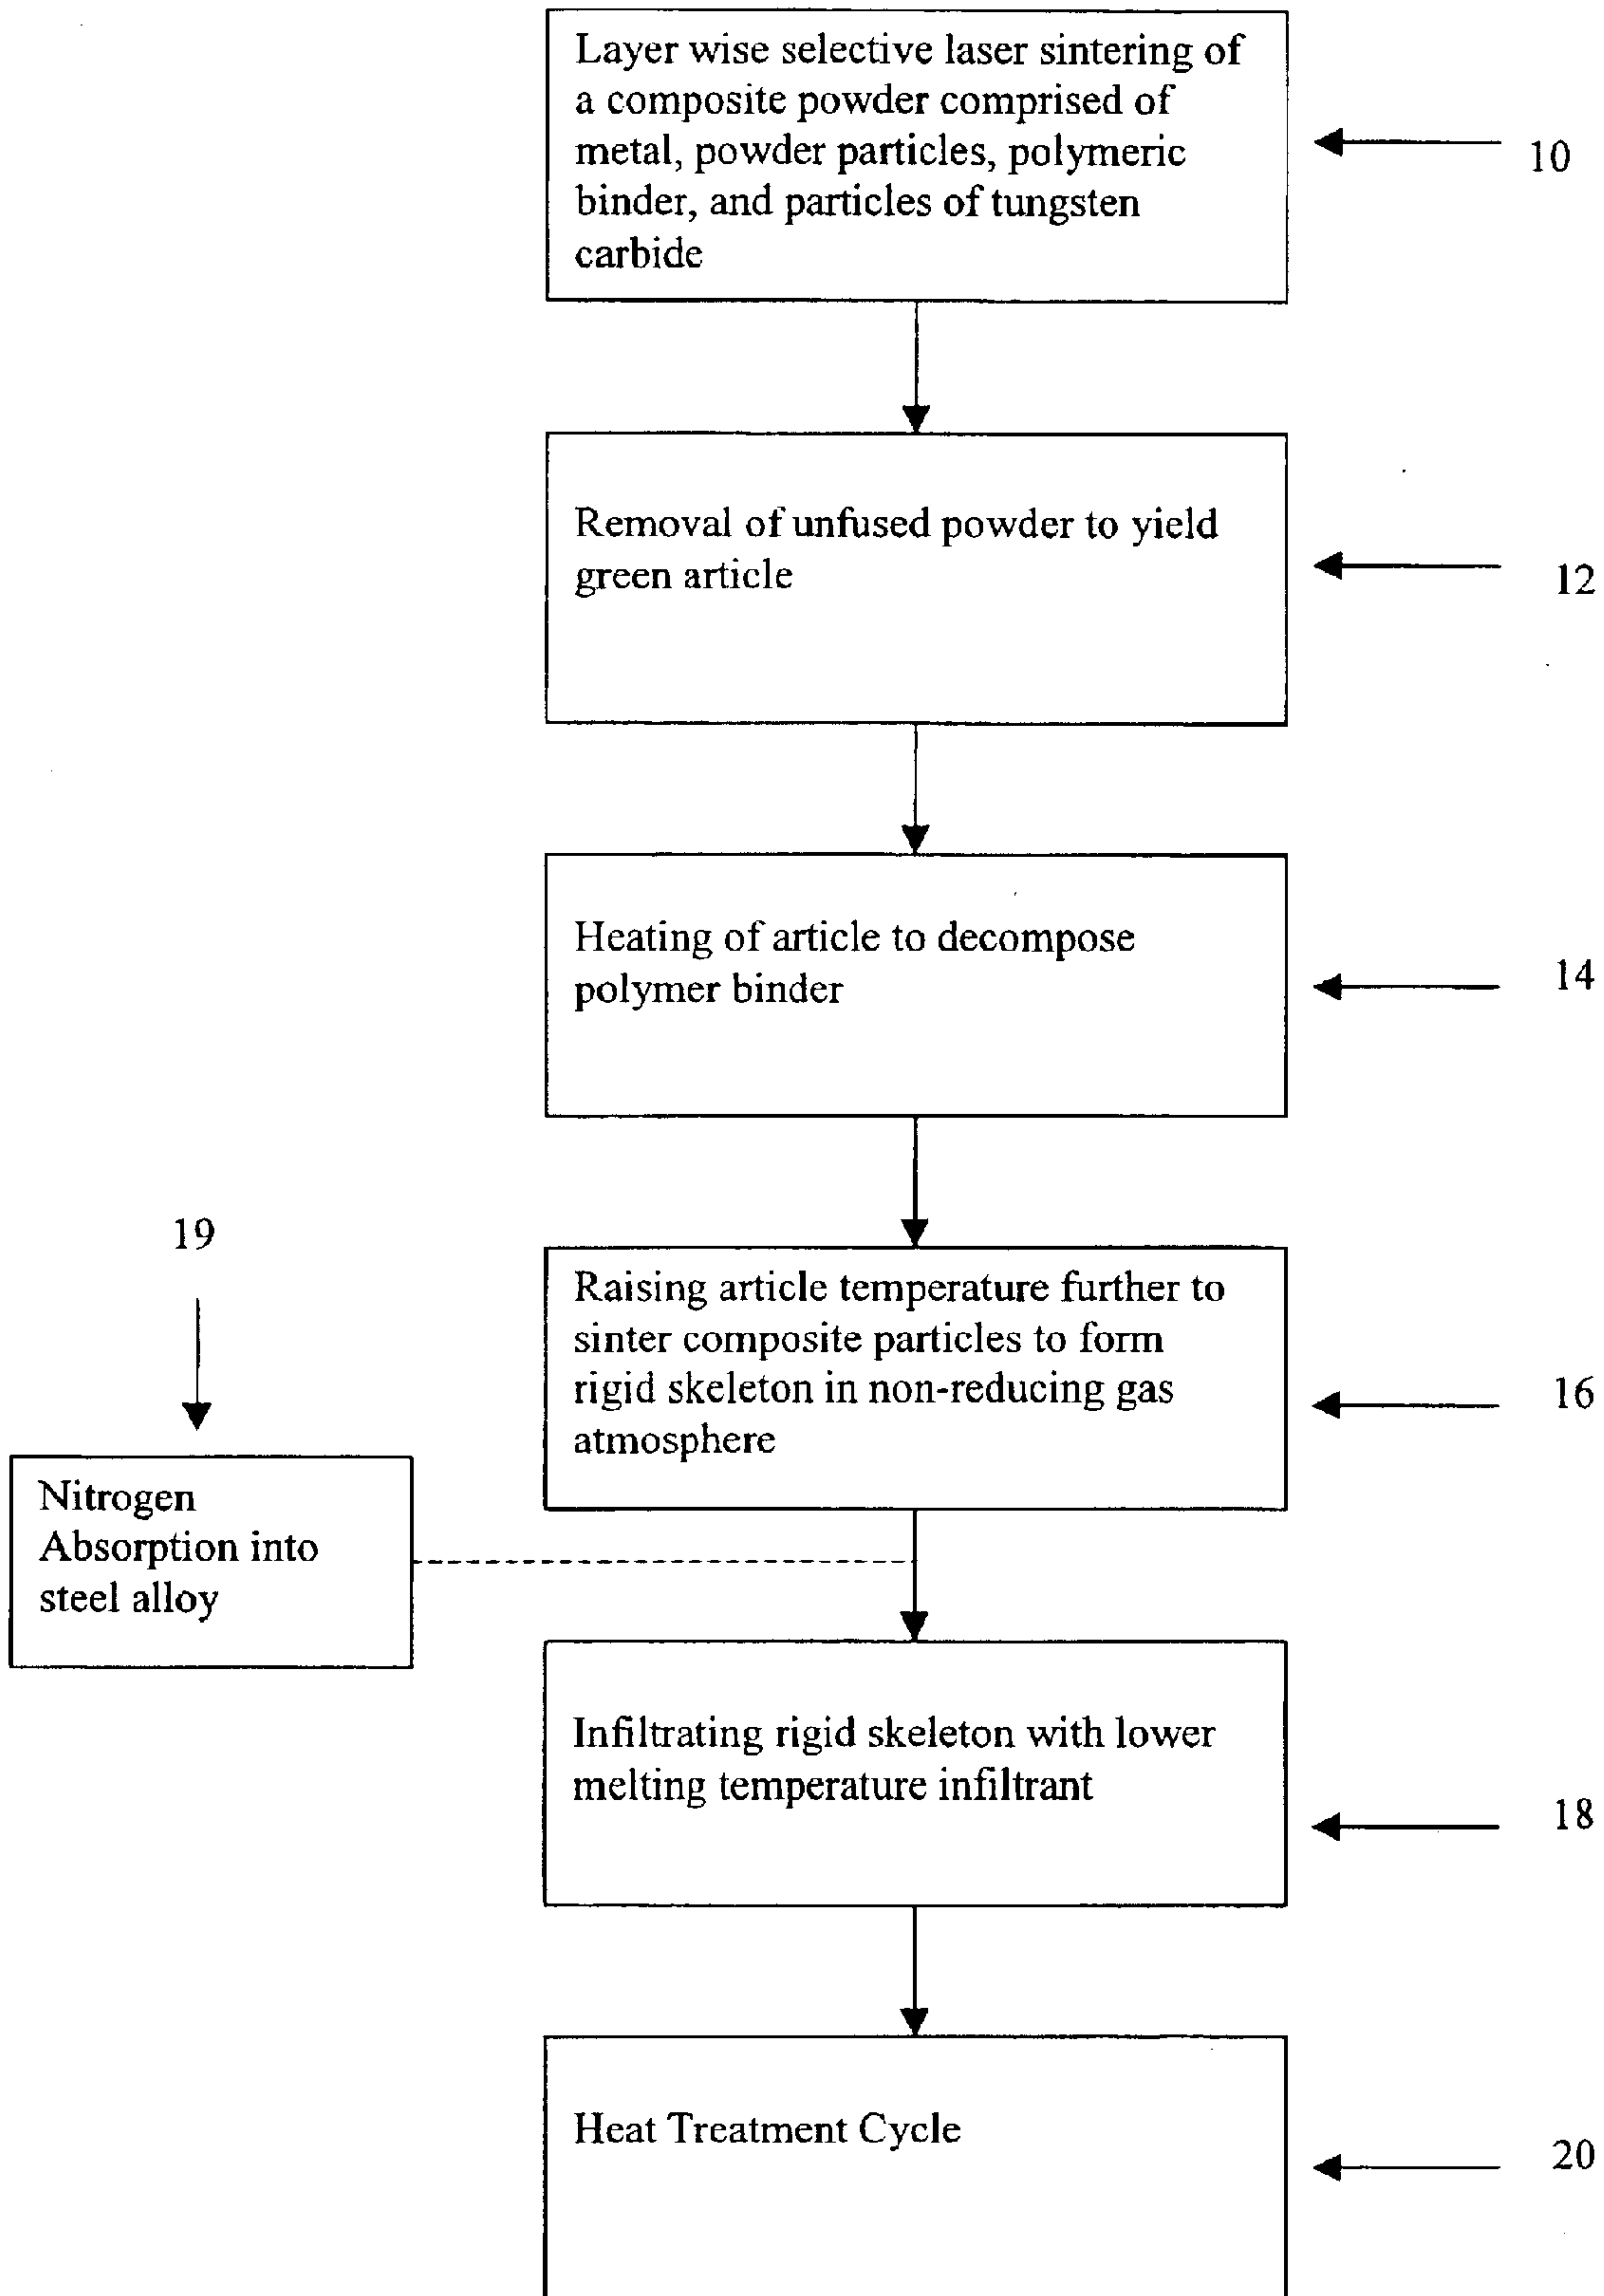 Layer wise selective laser sintering of
a composite powder comprised of
metal, powder particles, polymeric
binder, and particles of tungsten
carbide
10
Removal of unfused powder to yield
green article
12
Heating of article to decompose
polymer binder
14
19
Raising article temperature further to
sinter composite particles to form
rigid skeleton in non-reducing gas
atmosphere
16
Nitrogen
Absorption into
steel alloy
Infiltrating rigid skeleton with lower
melting temperature infiltrant
18
Heat Treatment Cycle
20